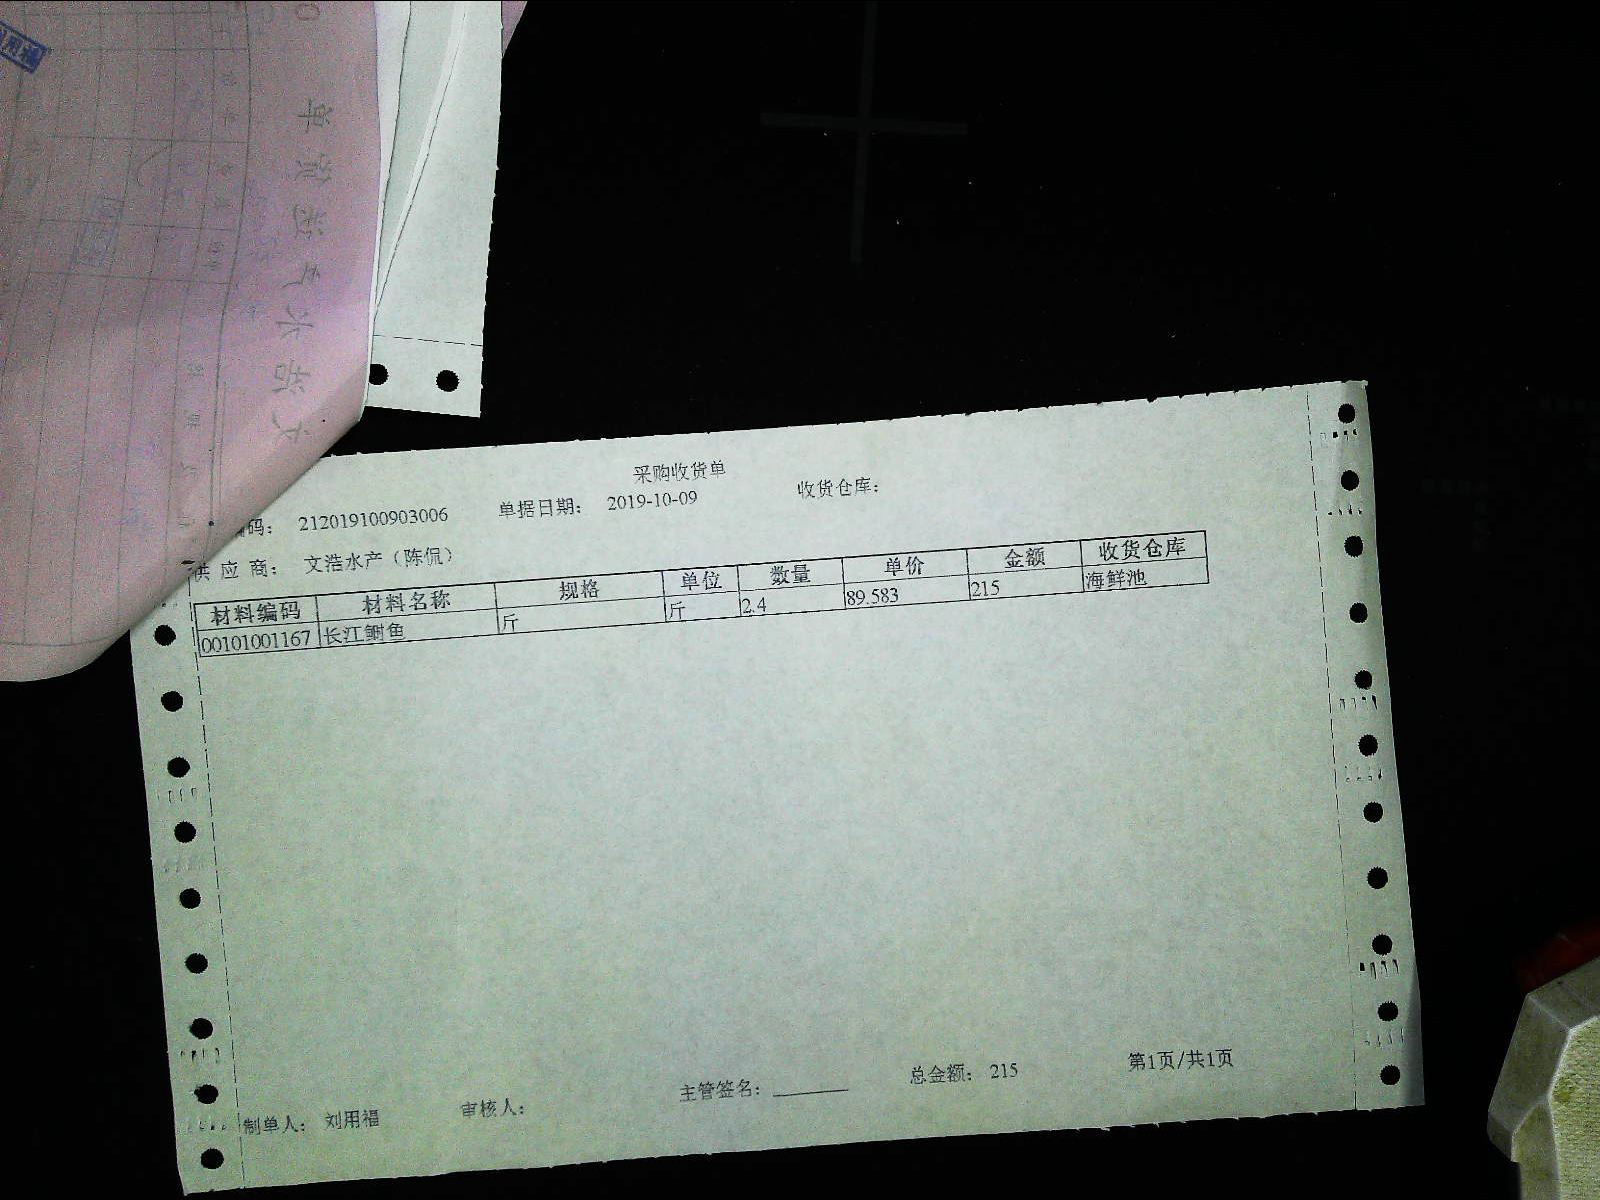 采购收货单
编码： 212019100903006 单据日期： 2019-10-09 收货仓库：
供应商： 文浩水产（陈侃）
材料编码 材料名称 规格 单位 数量 单价 金额 收货仓库
00101001167 长江鮰鱼 斤 斤 2.4 89.583 215 海鲜池
制单人： 刘用福 审核人： 主管签名： 总金额： 215 第1页/共1页
用福